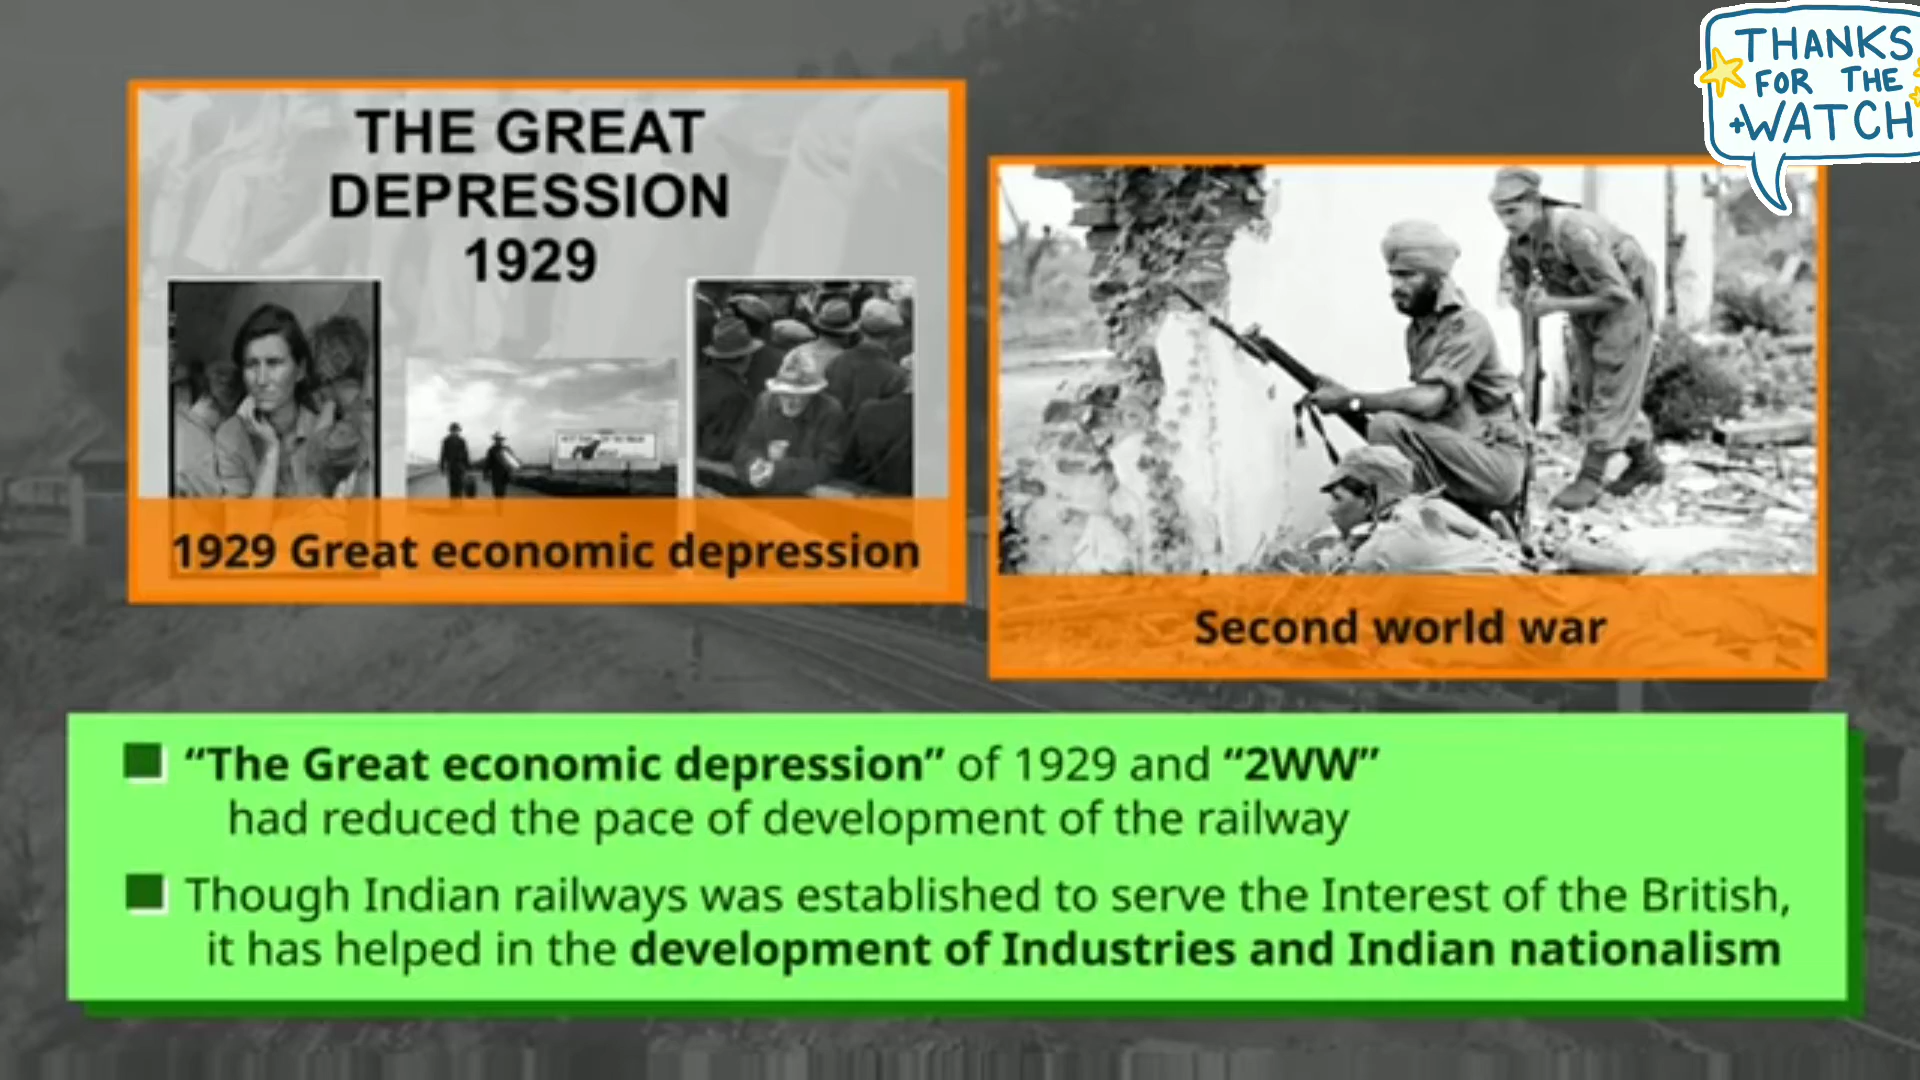 THE GREAT
DEPRESSION
1929
1929 Great economic depression
Second world war
THANKS
FOR THE
WATCH
“The Great economic depression” of 1929 and “2WW”
had reduced the pace of development of the railway
Though Indian railways was established to serve the Interest of the British,
it has helped in the development of Industries and Indian nationalism